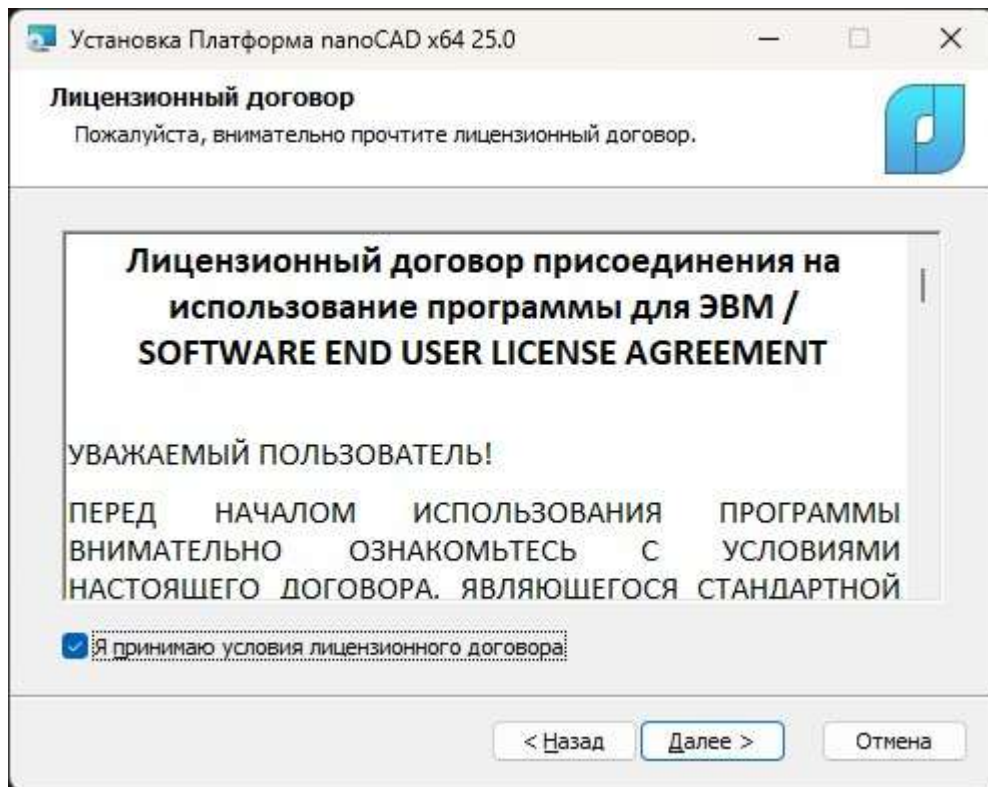 Установка Платформа nanoCAD x64 25.0
Лицензионный договор
Пожалуйста, внимательно прочтите лицензионный договор.
Лицензионный договор присоединения на
использование программы для ЭВМ /
SOFTWARE END USER LICENSE AGREEMENT
УВАЖАЕМЫЙ ПОЛЬЗОВАТЕЛЬ!
ПЕРЕД НАЧАЛОМ ИСПОЛЬЗОВАНИЯ ПРОГРАММЫ
ВНИМАТЕЛЬНО ОЗНАКОМЬТЕСЬ С УСЛОВИЯМИ
НАСТОЯЩЕГО ДОГОВОРА, ЯВЛЯЮЩЕГОСЯ СТАНДАРТНОЙ
Я принимаю условия лицензионного договора
< Назад Далее > Отмена